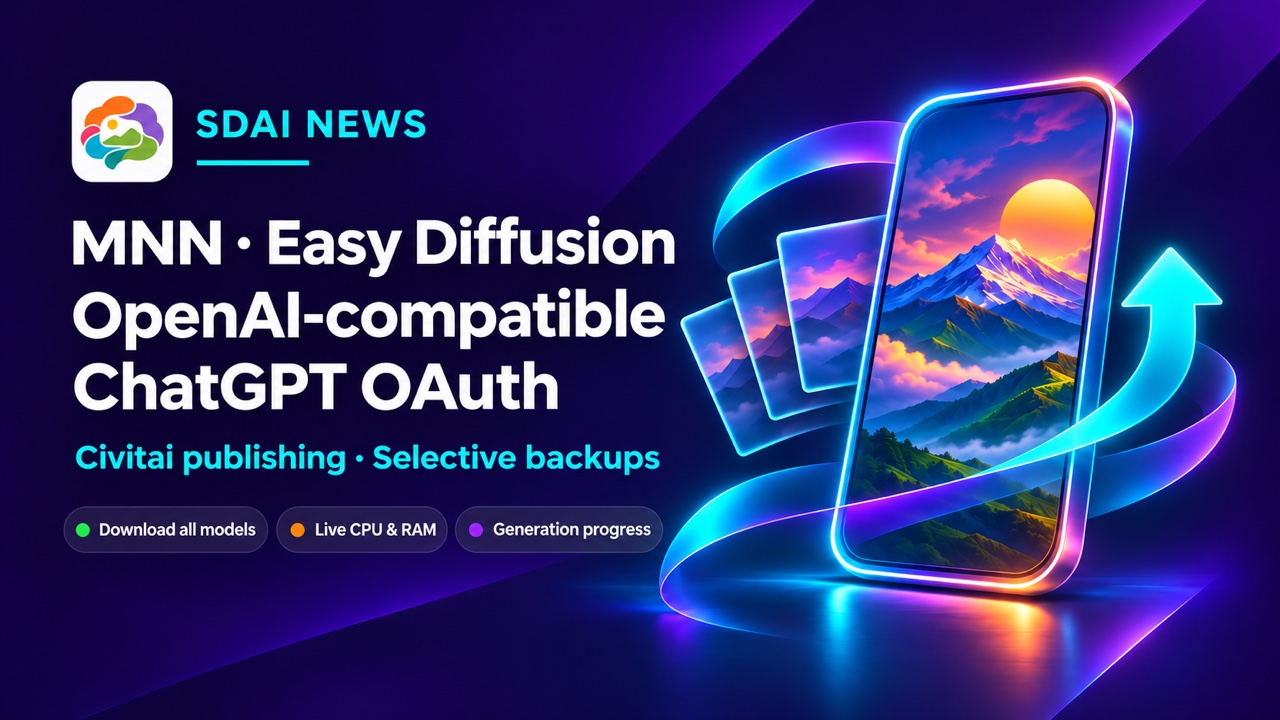 SDAI NEWS
MNN · Easy Diffusion
OpenAI-compatible
ChatGPT OAuth
Civitai publishing · Selective backups
Download all models
Live CPU & RAM
Generation progress